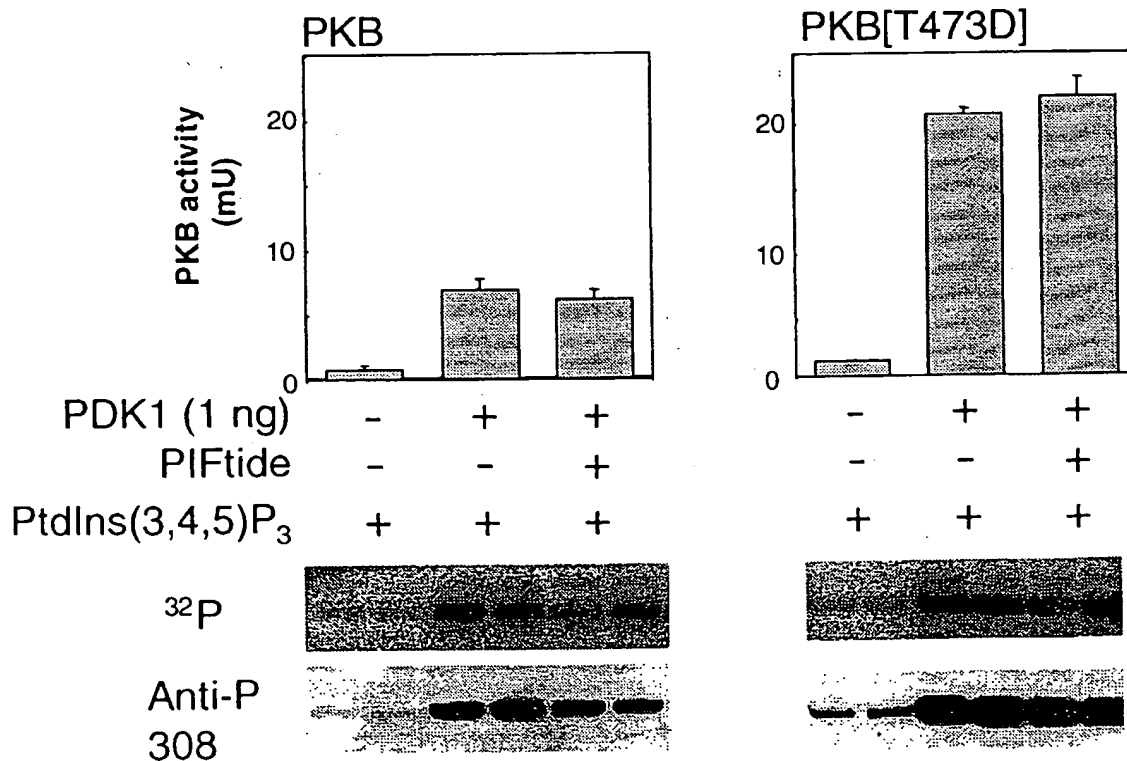 PKB
PKB[T473D]
PKB activity
(mU)
20
10
0
20
10
0
PDK1 (1 ng) - + + - + +
PIFtide - - + - - +
PtdIns(3,4,5)P₃ + + + + + +
³²P
Anti-P
308